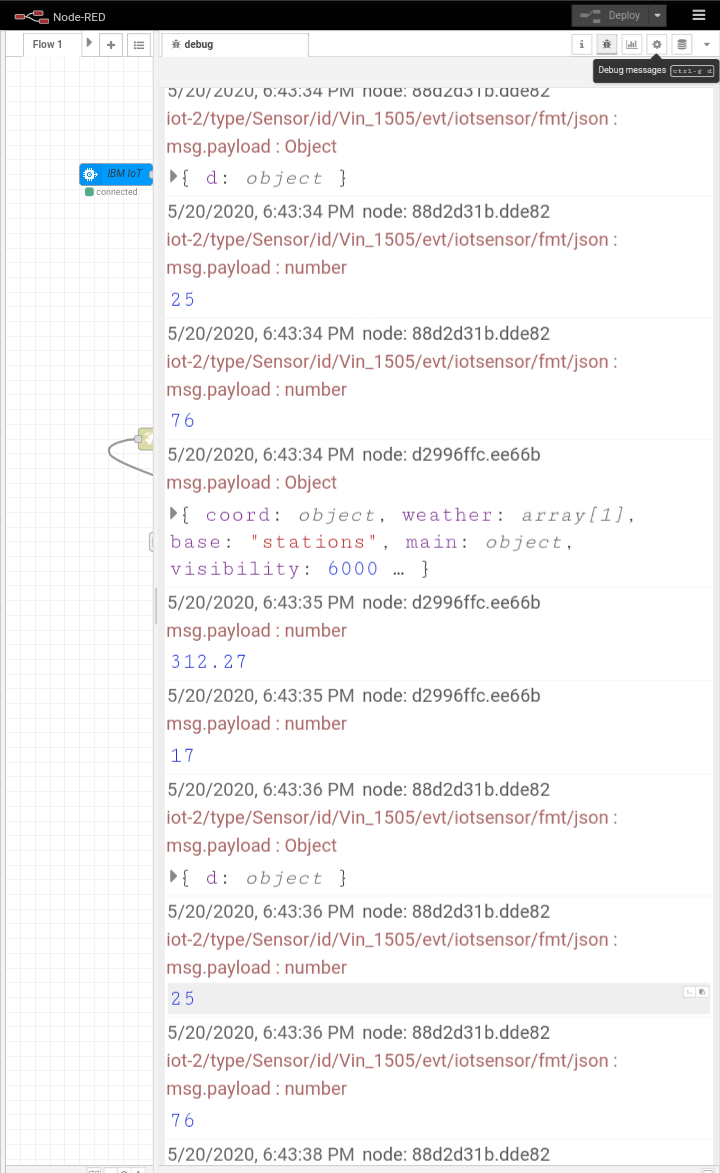 Node-RED
Deploy
Flow 1
debug
i
Debug messages ctrl-g d
5/20/2020, 6:43:34 PM node: 88d2d31b.dde82
iot-2/type/Sensor/id/Vin_1505/evt/iotsensor/fmt/json :
msg.payload : Object
{ d: object }
IBM IoT
connected
5/20/2020, 6:43:34 PM node: 88d2d31b.dde82
iot-2/type/Sensor/id/Vin_1505/evt/iotsensor/fmt/json :
msg.payload : number
25
5/20/2020, 6:43:34 PM node: 88d2d31b.dde82
iot-2/type/Sensor/id/Vin_1505/evt/iotsensor/fmt/json :
msg.payload : number
76
5/20/2020, 6:43:34 PM node: d2996ffc.ee66b
msg.payload : Object
{ coord: object, weather: array[1],
base: "stations", main: object,
visibility: 6000 … }
5/20/2020, 6:43:35 PM node: d2996ffc.ee66b
msg.payload : number
312.27
5/20/2020, 6:43:35 PM node: d2996ffc.ee66b
msg.payload : number
17
5/20/2020, 6:43:36 PM node: 88d2d31b.dde82
iot-2/type/Sensor/id/Vin_1505/evt/iotsensor/fmt/json :
msg.payload : Object
{ d: object }
5/20/2020, 6:43:36 PM node: 88d2d31b.dde82
iot-2/type/Sensor/id/Vin_1505/evt/iotsensor/fmt/json :
msg.payload : number
25
5/20/2020, 6:43:36 PM node: 88d2d31b.dde82
iot-2/type/Sensor/id/Vin_1505/evt/iotsensor/fmt/json :
msg.payload : number
76
5/20/2020, 6:43:38 PM node: 88d2d31b.dde82